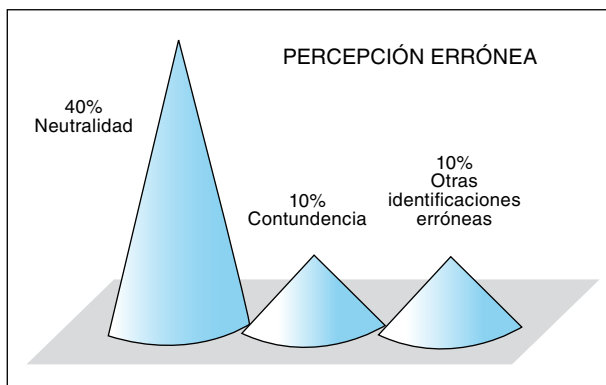 PERCEPCIÓN ERRÓNEA
40%
Neutralidad
10%
Contundencia
10%
Otras
identificaciones
erróneas